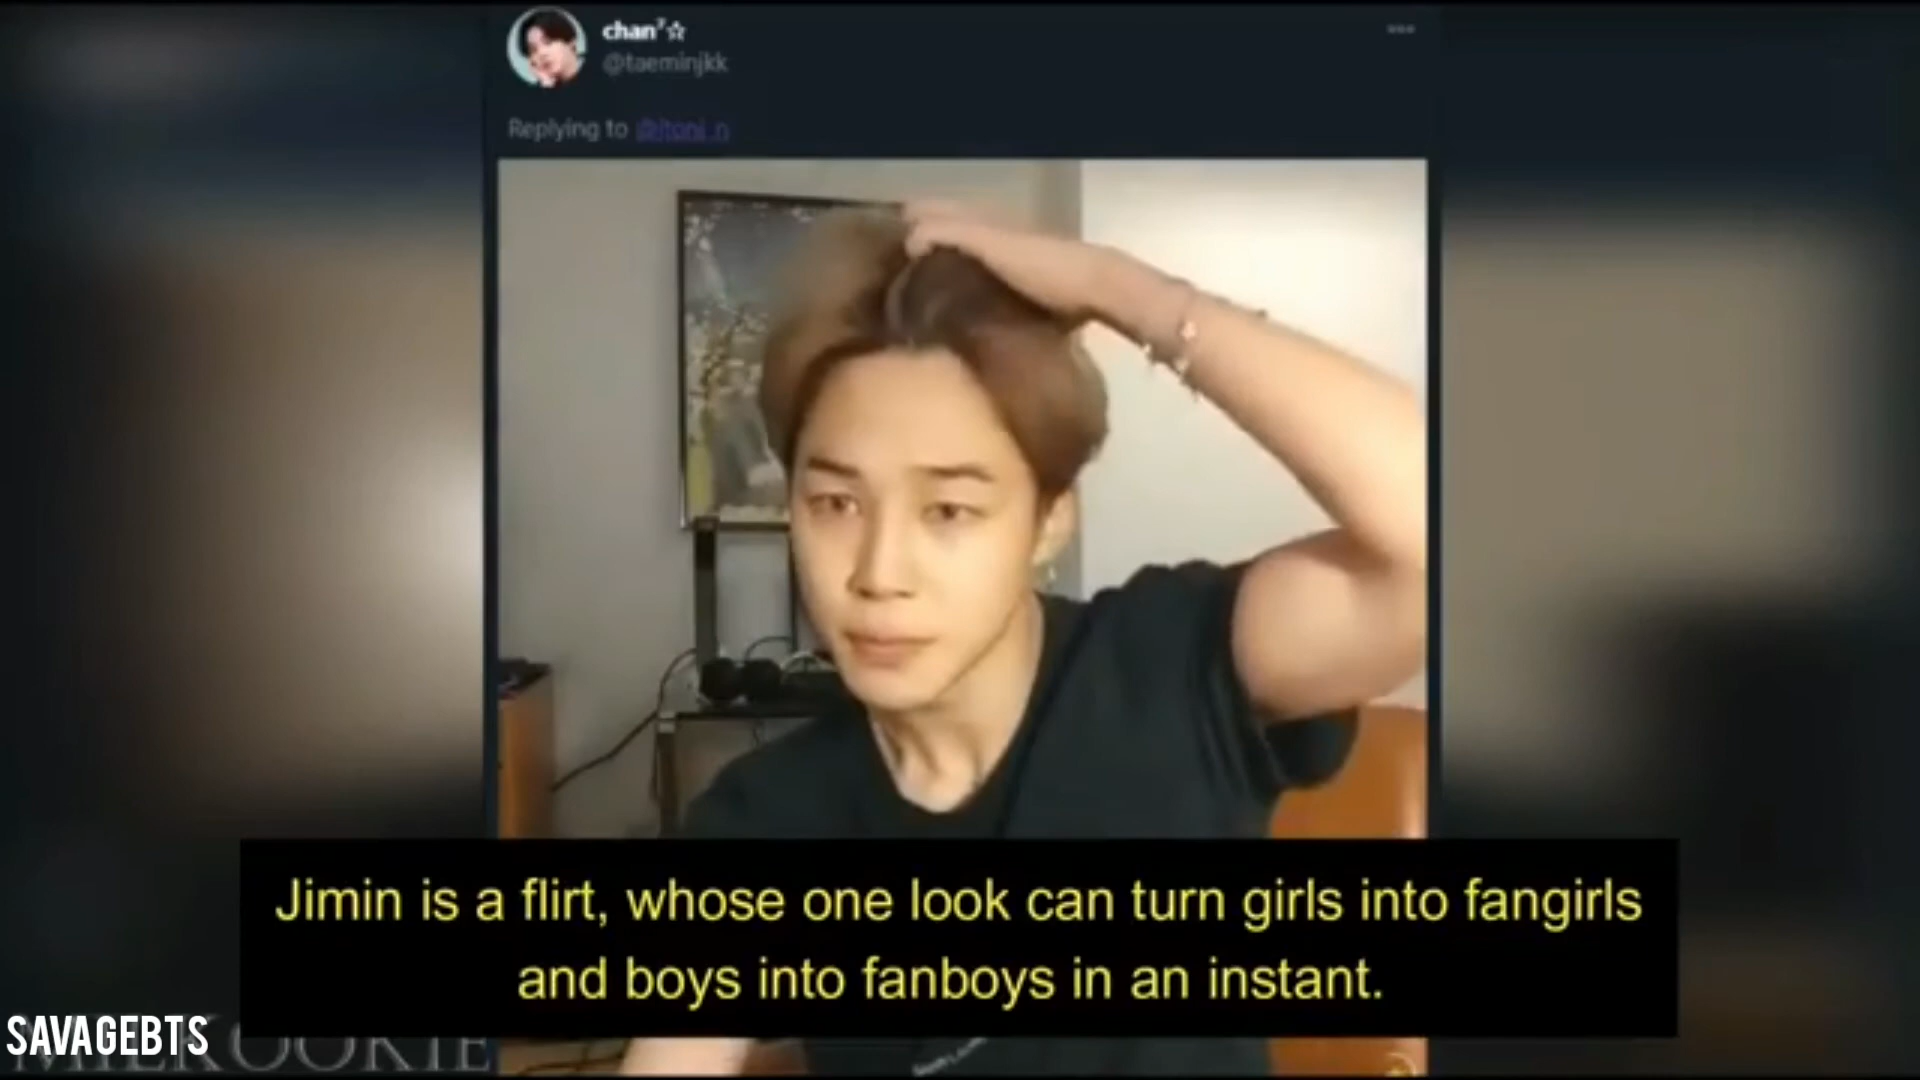 chan⁷☆
@taeminjkk
Replying to
Jimin is a flirt, whose one look can turn girls into fangirls
and boys into fanboys in an instant.
SAVAGEBTS